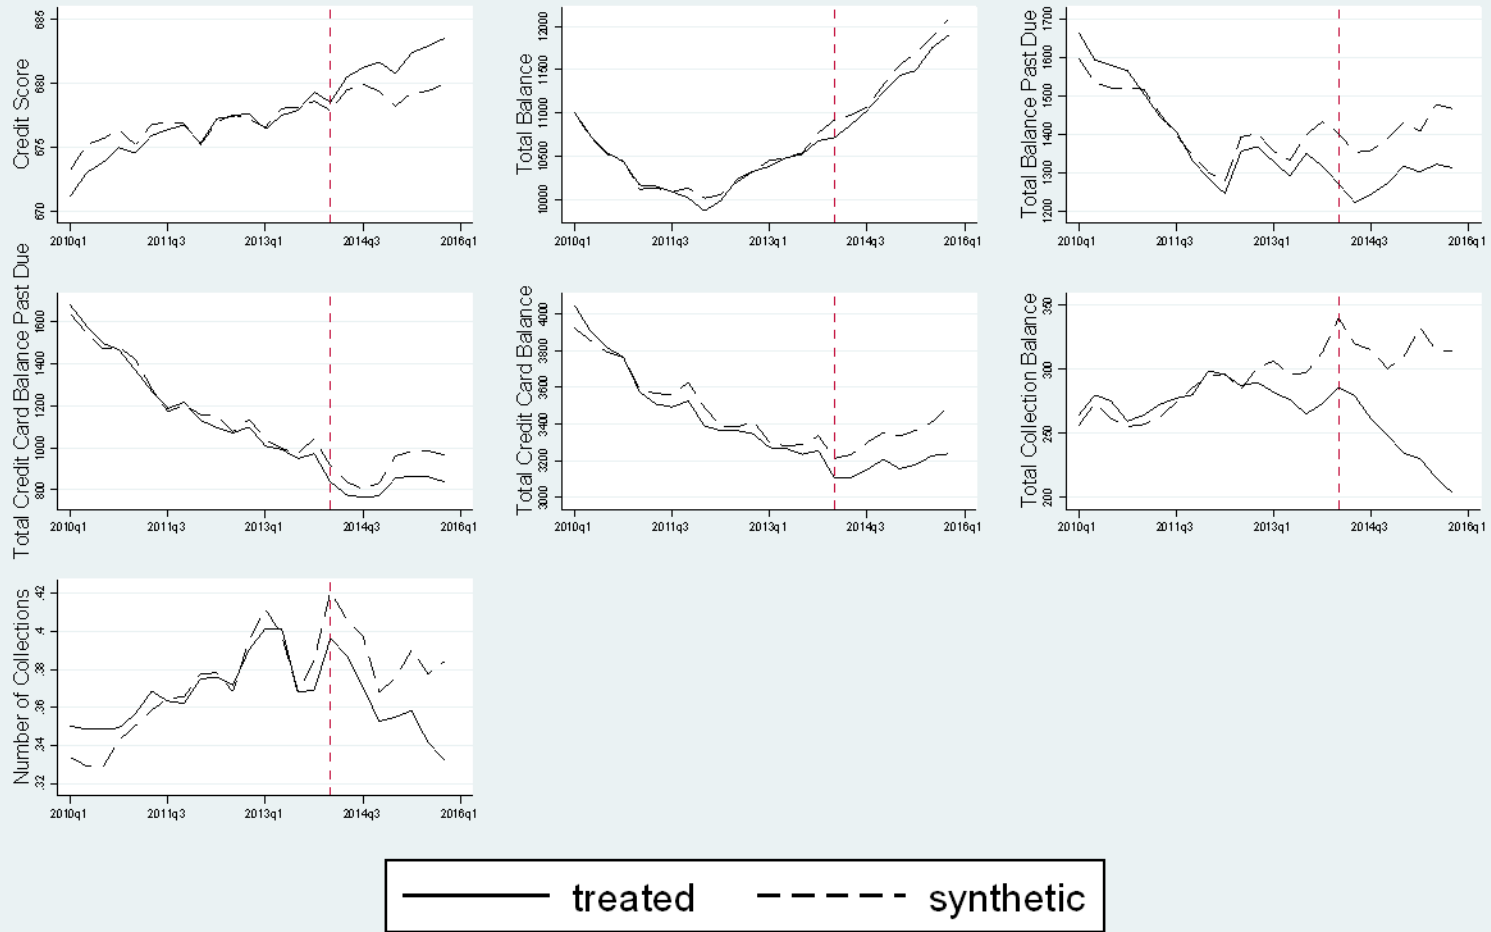 Credit Score
685
680
675
670
2010q1 2011q3 2013q1 2014q3 2016q1
Total Balance
12000
11500
11000
10500
10000
2010q1 2011q3 2013q1 2014q3 2016q1
Total Balance Past Due
1700
1600
1500
1400
1300
1200
2010q1 2011q3 2013q1 2014q3 2016q1
Total Credit Card Balance Past Due
1600
1400
1200
1000
800
2010q1 2011q3 2013q1 2014q3 2016q1
Total Credit Card Balance
4000
3800
3600
3400
3200
3000
2010q1 2011q3 2013q1 2014q3 2016q1
Total Collection Balance
350
300
250
200
2010q1 2011q3 2013q1 2014q3 2016q1
Number of Collections
.42
.4
.38
.36
.34
.32
2010q1 2011q3 2013q1 2014q3 2016q1
treated synthetic